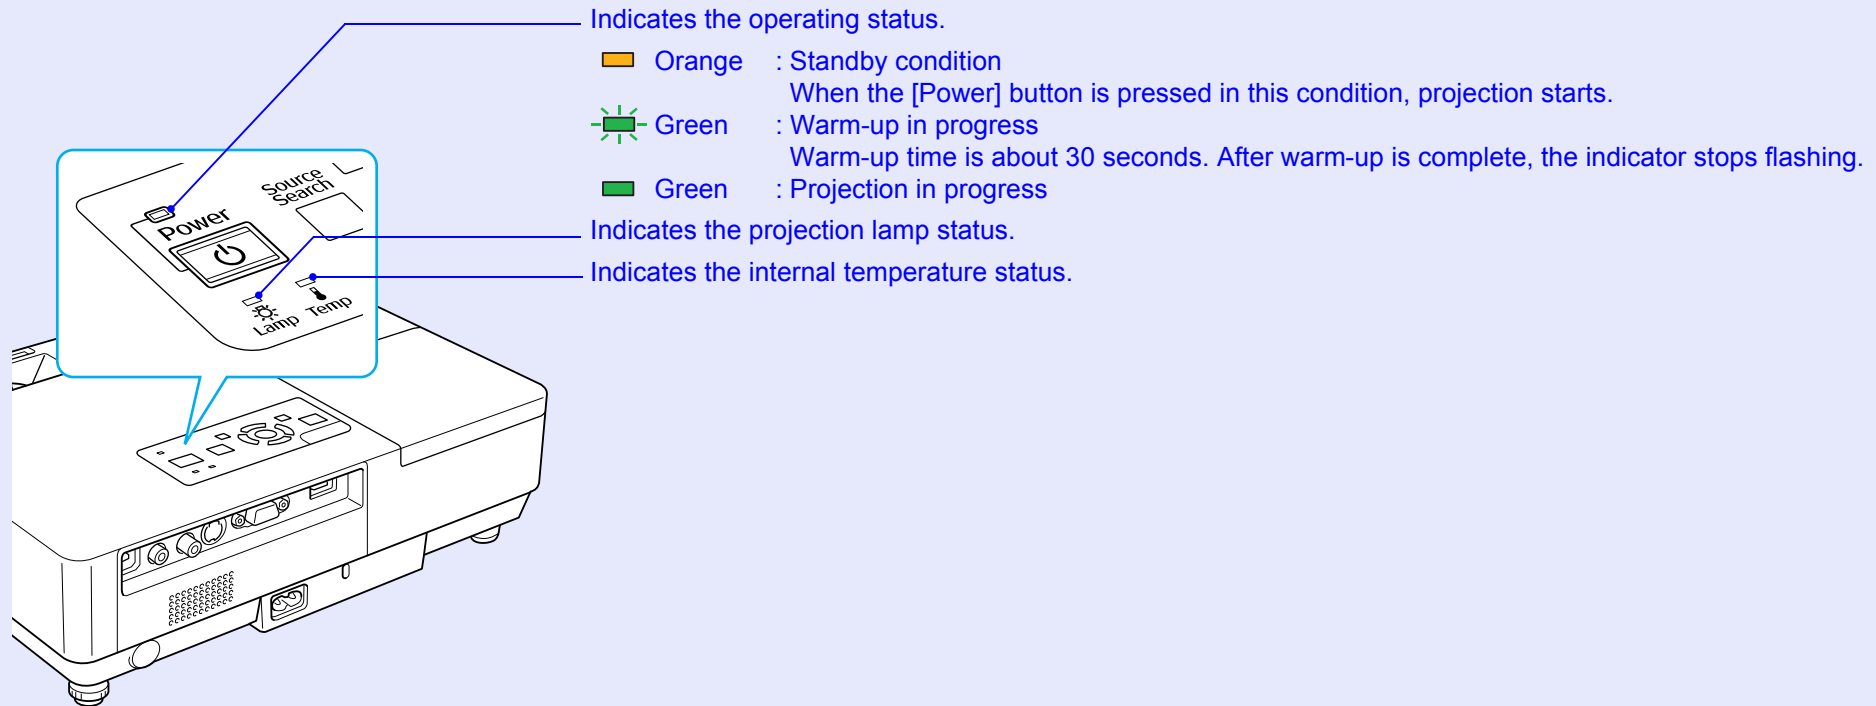 Indicates the operating status.
Orange : Standby condition
When the [Power] button is pressed in this condition, projection starts.
Green : Warm-up in progress
Warm-up time is about 30 seconds. After warm-up is complete, the indicator stops flashing.
Green : Projection in progress
Indicates the projection lamp status.
Indicates the internal temperature status.
Source
Search
Power
Lamp Temp